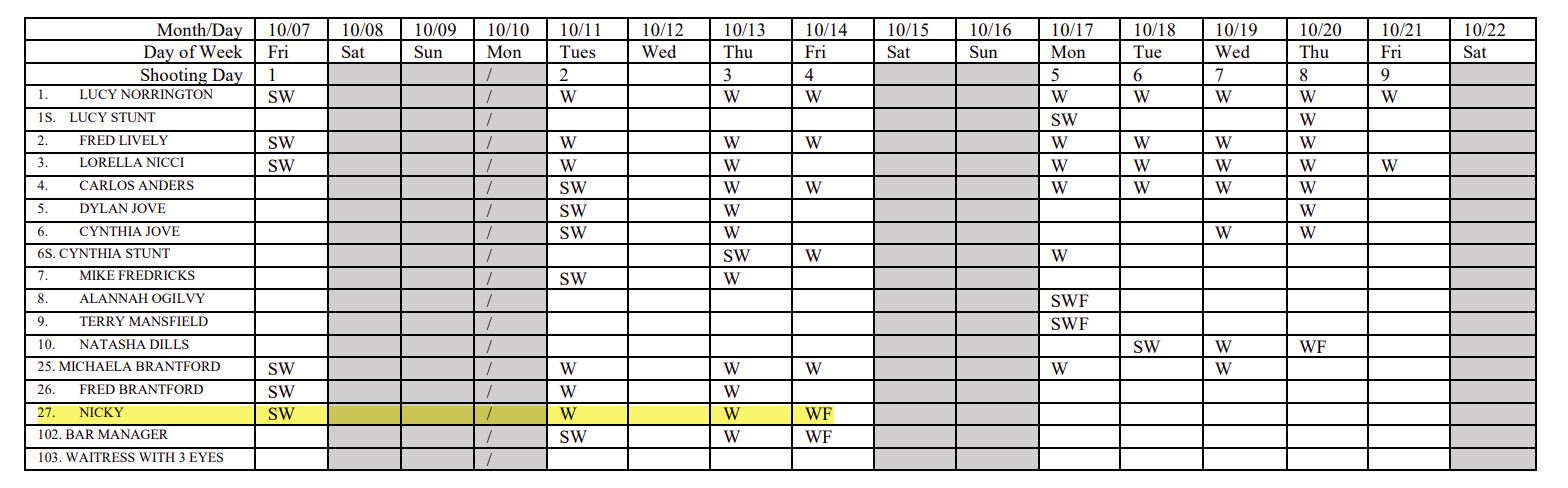 Month/Day 10/07 10/08 10/09 10/10 10/11 10/12 10/13 10/14 10/15 10/16 10/17 10/18 10/19 10/20 10/21 10/22
Day of Week Fri Sat Sun Mon Tues Wed Thu Fri Sat Sun Mon Tue Wed Thu Fri Sat
Shooting Day 1 / 2 3 4 5 6 7 8 9
1. LUCY NORRINGTON SW / W W W W W W W W
1S. LUCY STUNT / SW W
2. FRED LIVELY SW / W W W W W W W
3. LORELLA NICCI SW / W W W W W W W
4. CARLOS ANDERS / SW W W W W W W
5. DYLAN JOVE / SW W W
6. CYNTHIA JOVE / SW W W W
6S. CYNTHIA STUNT / SW W W
7. MIKE FREDRICKS / SW W
8. ALANNAH OGILVY / SWF
9. TERRY MANSFIELD / SWF
10. NATASHA DILLS / SW W WF
25. MICHAELA BRANTFORD SW / W W W W W
26. FRED BRANTFORD SW / W W
27. NICKY SW / W W WF
102. BAR MANAGER / SW W WF
103. WAITRESS WITH 3 EYES /